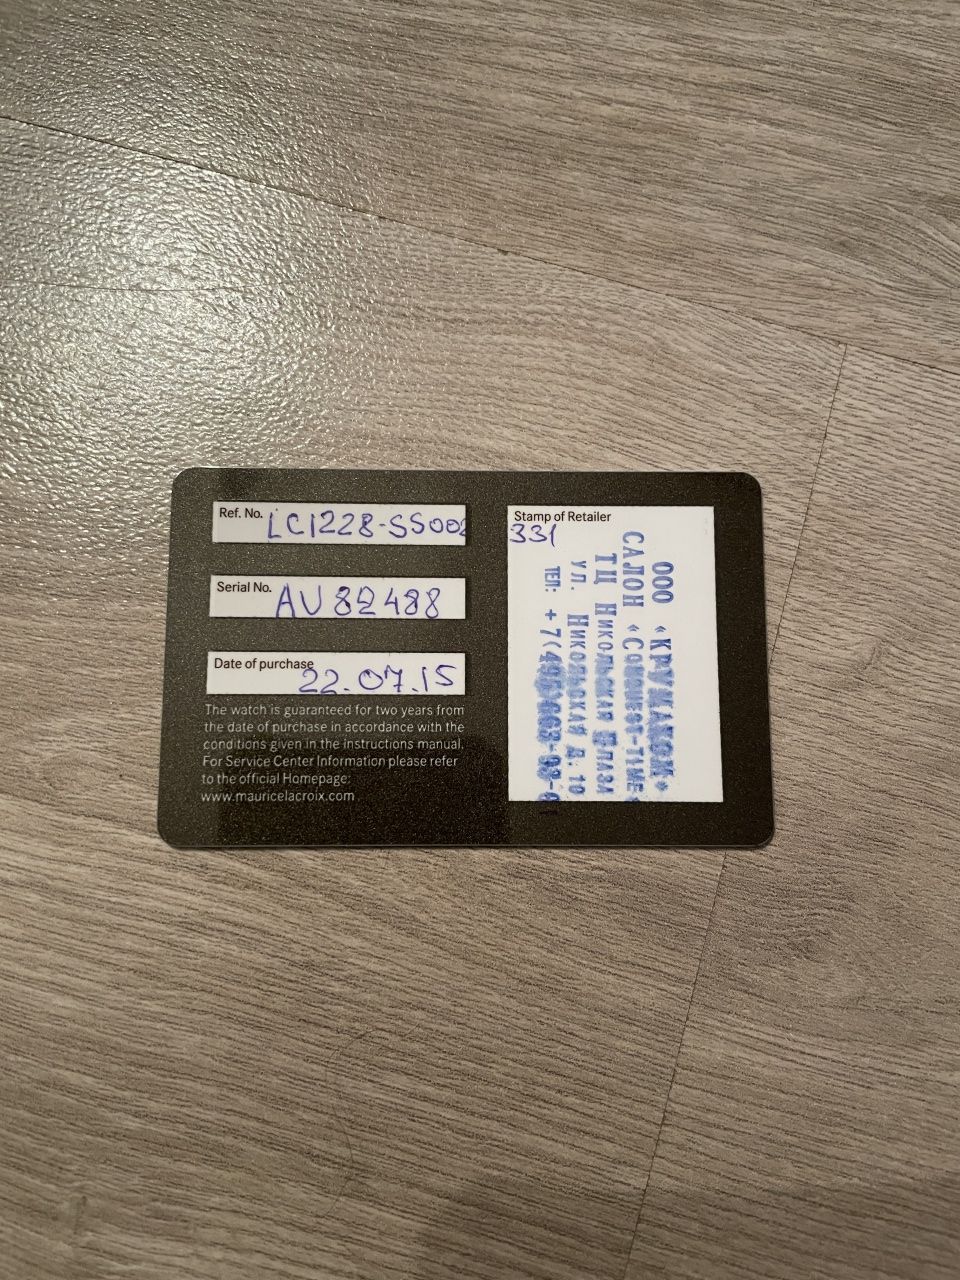 Ref. No. LC1228-SS002
Serial No. AV82488
Date of purchase 22.07.15
The watch is guaranteed for two years from
the date of purchase in accordance with the
conditions given in the instructions manual.
For Service Center Information please refer
to the official Homepage:
www.mauricelacroix.com
Stamp of Retailer
331
ООО
САЛОН
ТЦ Никольская Плаза
УЛ. Никольская Д. 10
ТЕЛ: + 7(